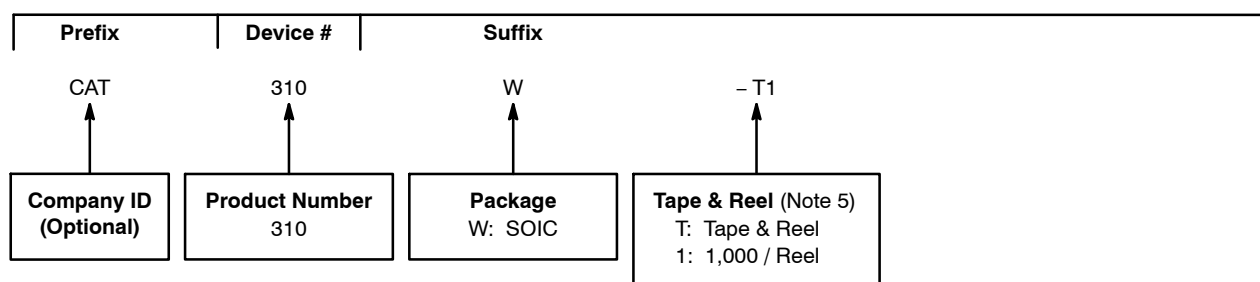 Prefix Device # Suffix
CAT 310 W – T1
Company ID
(Optional)
Product Number
310
Package
W: SOIC
Tape & Reel (Note 5)
T: Tape & Reel
1: 1,000 / Reel